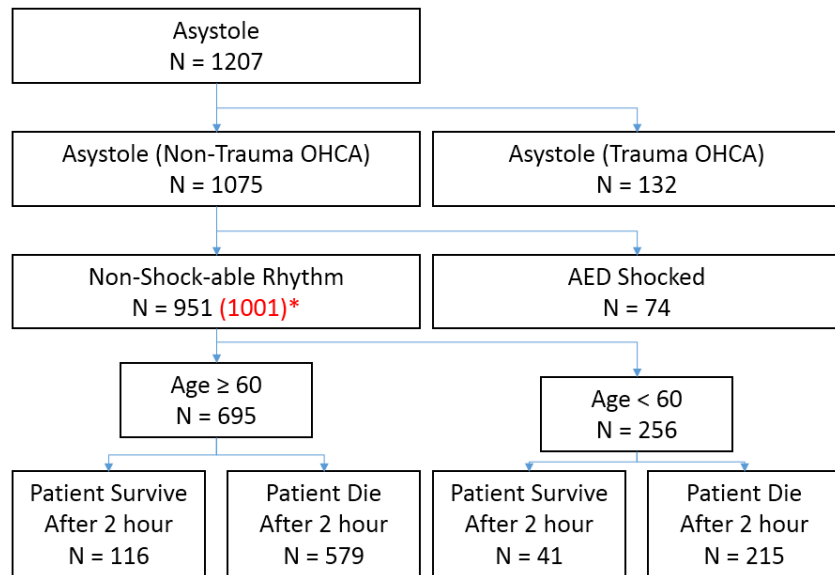 Asystole
N = 1207
Asystole (Non-Trauma OHCA)
N = 1075
Asystole (Trauma OHCA)
N = 132
Non-Shock-able Rhythm
N = 951 (1001)*
AED Shocked
N = 74
Age ≥ 60
N = 695
Age < 60
N = 256
Patient Survive
After 2 hour
N = 116
Patient Die
After 2 hour
N = 579
Patient Survive
After 2 hour
N = 41
Patient Die
After 2 hour
N = 215